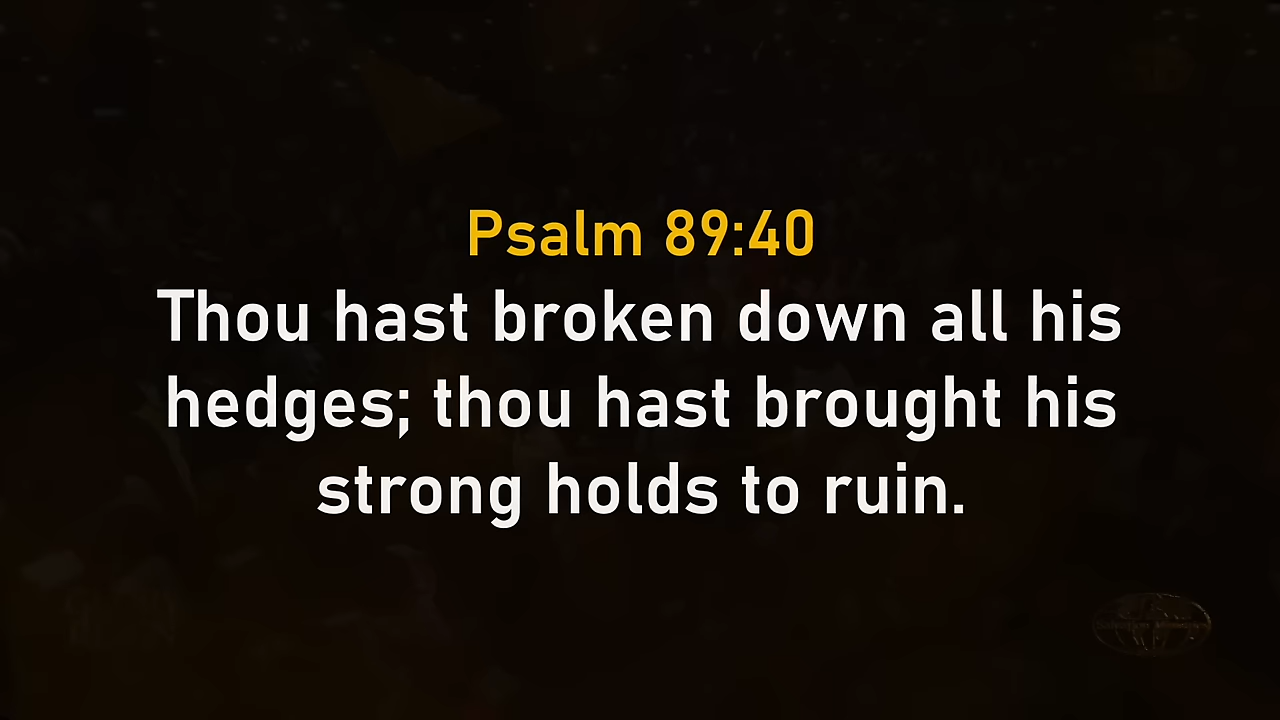 Psalm 89:40
Thou hast broken down all his
hedges; thou hast brought his
strong holds to ruin.